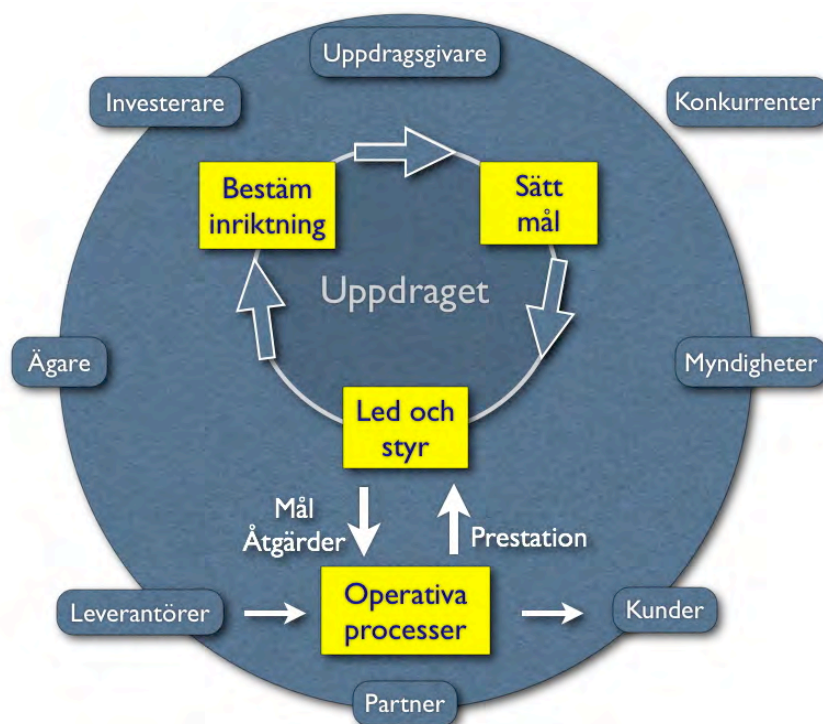 Uppdragsgivare
Investerare
Konkurrenter
Bestäm
inriktning
Sätt
mål
Uppdraget
Ägare
Myndigheter
Led och
styr
Mål
Åtgärder
Prestation
Leverantörer
Operativa
processer
Kunder
Partner